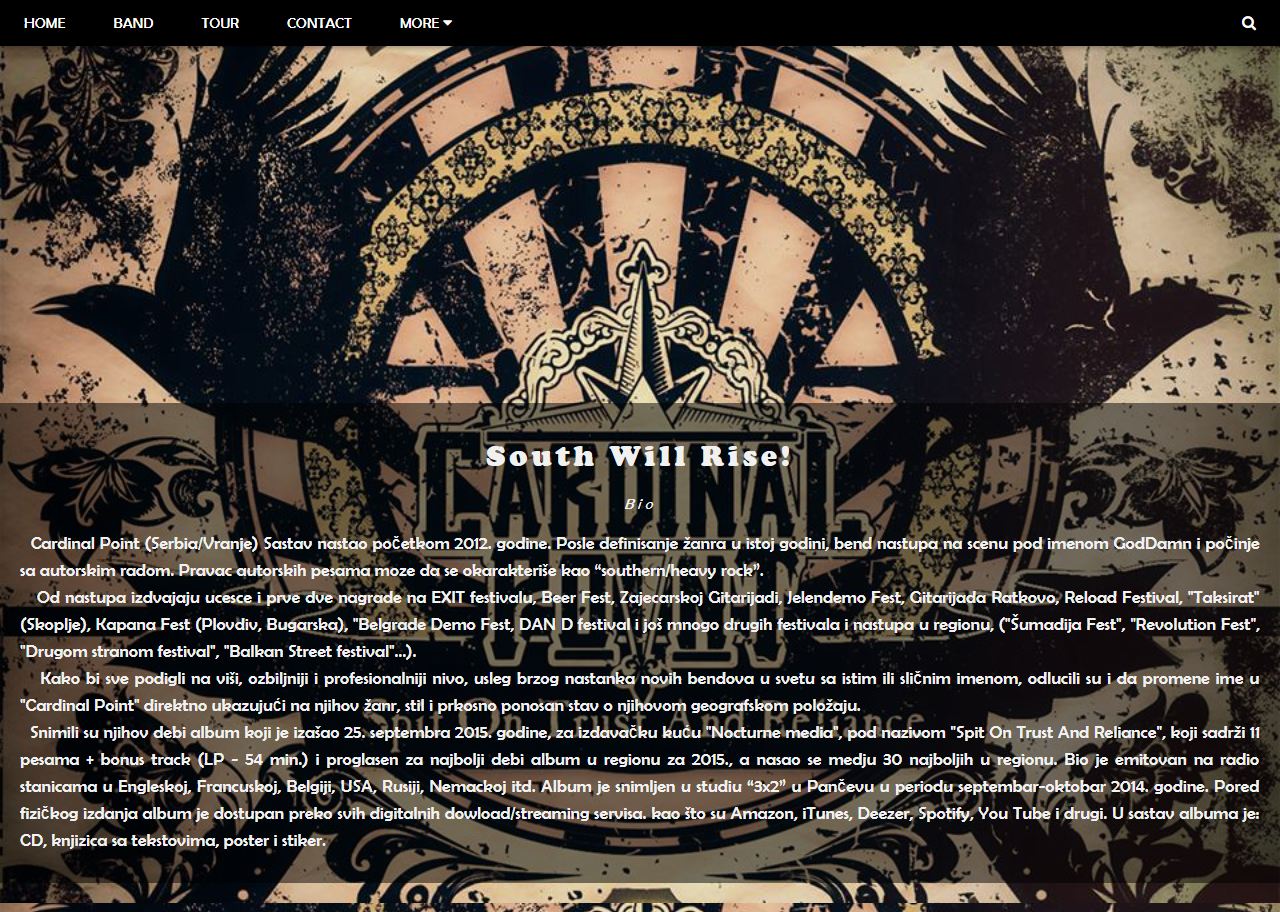 HOME BAND TOUR CONTACT MORE
South Will Rise!
Bio
Cardinal Point (Serbia/Vranje) Sastav nastao početkom 2012. godine. Posle definisanje žanra u istoj godini, bend nastupa na scenu pod imenom GodDamn i počinje
sa autorskim radom. Pravac autorskih pesama moze da se okarakteriše kao “southern/heavy rock”.
Od nastupa izdvajaju ucesce i prve dve nagrade na EXIT festivalu, Beer Fest, Zajecarskoj Gitarijadi, Jelendemo Fest, Gitarijada Ratkovo, Reload Festival, "Taksirat"
(Skoplje), Kapana Fest (Plovdiv, Bugarska), "Belgrade Demo Fest, DAN D festival i još mnogo drugih festivala i nastupa u regionu, ("Šumadija Fest", "Revolution Fest",
"Drugom stranom festival", "Balkan Street festival"...).
Kako bi sve podigli na viši, ozbiljniji i profesionalniji nivo, usleg brzog nastanka novih bendova u svetu sa istim ili sličnim imenom, odlucili su i da promene ime u
"Cardinal Point" direktno ukazujući na njihov žanr, stil i prkosno ponosan stav o njihovom geografskom položaju.
Snimili su njihov debi album koji je izašao 25. septembra 2015. godine, za izdavačku kuću "Nocturne media", pod nazivom "Spit On Trust And Reliance", koji sadrži 11
pesama + bonus track (LP - 54 min.) i proglasen za najbolji debi album u regionu za 2015., a nasao se medju 30 najboljih u regionu. Bio je emitovan na radio
stanicama u Engleskoj, Francuskoj, Belgiji, USA, Rusiji, Nemackoj itd. Album je snimljen u studiu “3x2” u Pančevu u periodu septembar-oktobar 2014. godine. Pored
fizičkog izdanja album je dostupan preko svih digitalnih dowload/streaming servisa. kao što su Amazon, iTunes, Deezer, Spotify, You Tube i drugi. U sastav albuma je:
CD, knjizica sa tekstovima, poster i stiker.
CARDINAL
POINT
Spit On Trust And Reliance